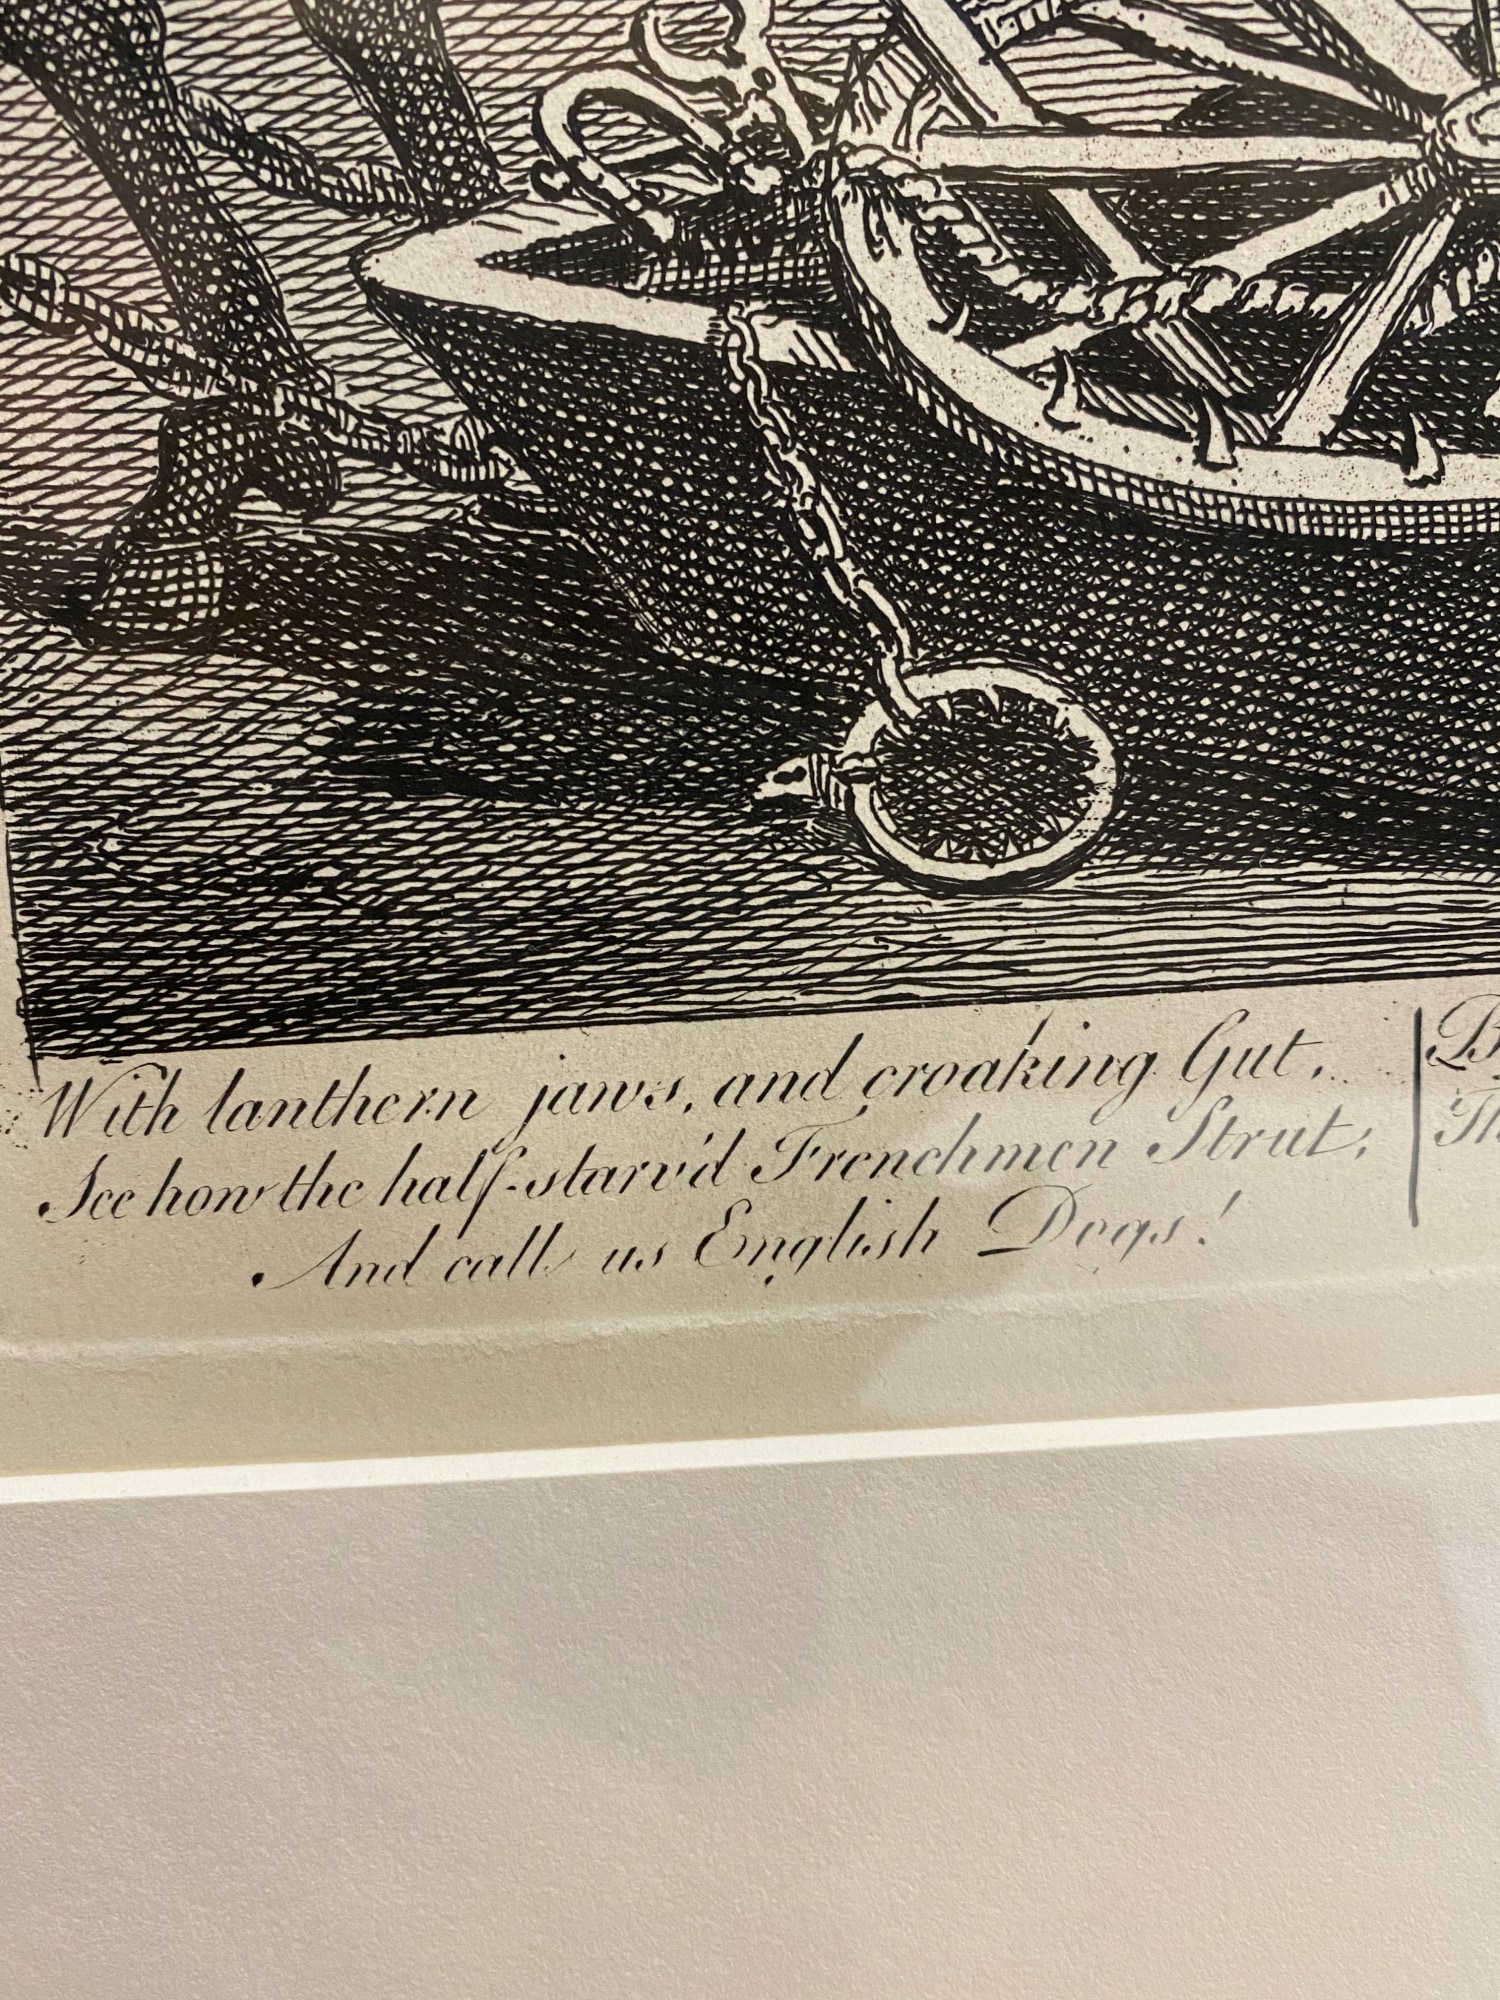 With lanthern jaws, and croaking Gut,
See how the half-starv'd Frenchmen Strut,
And call us English Dogs!